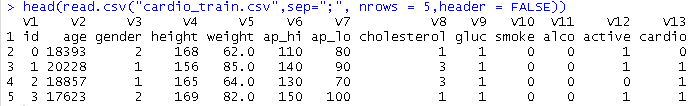 > head(read.csv("cardio_train.csv",sep=";", nrows = 5,header = FALSE))
V1 V2 V3 V4 V5 V6 V7 V8 V9 V10 V11 V12 V13
1 id age gender height weight ap_hi ap_lo cholesterol gluc smoke alco active cardio
2 0 18393 2 168 62.0 110 80 1 1 0 0 1 0
3 1 20228 1 156 85.0 140 90 3 1 0 0 1 1
4 2 18857 1 165 64.0 130 70 3 1 0 0 0 1
5 3 17623 2 169 82.0 150 100 1 1 0 0 1 1